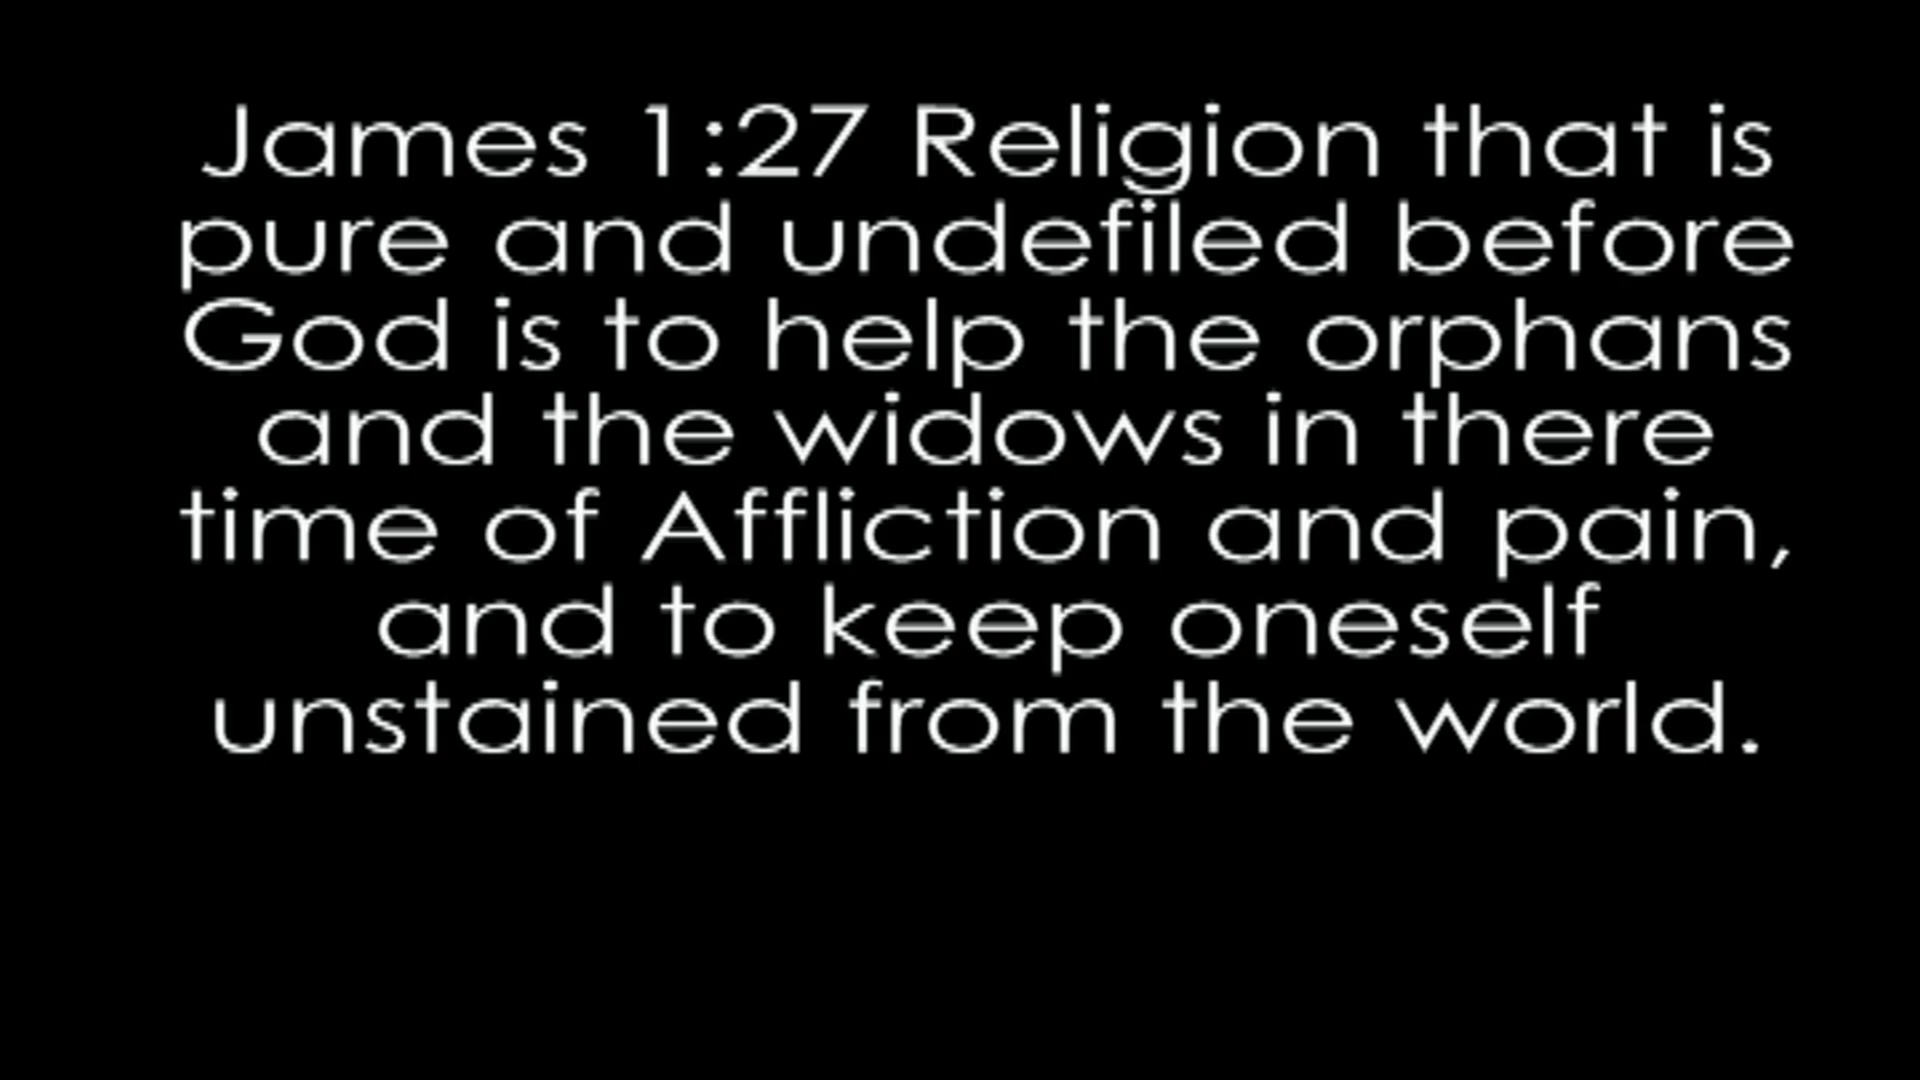 James 1:27 Religion that is
pure and undefiled before
God is to help the orphans
and the widows in there
time of Affliction and pain,
and to keep oneself
unstained from the world.